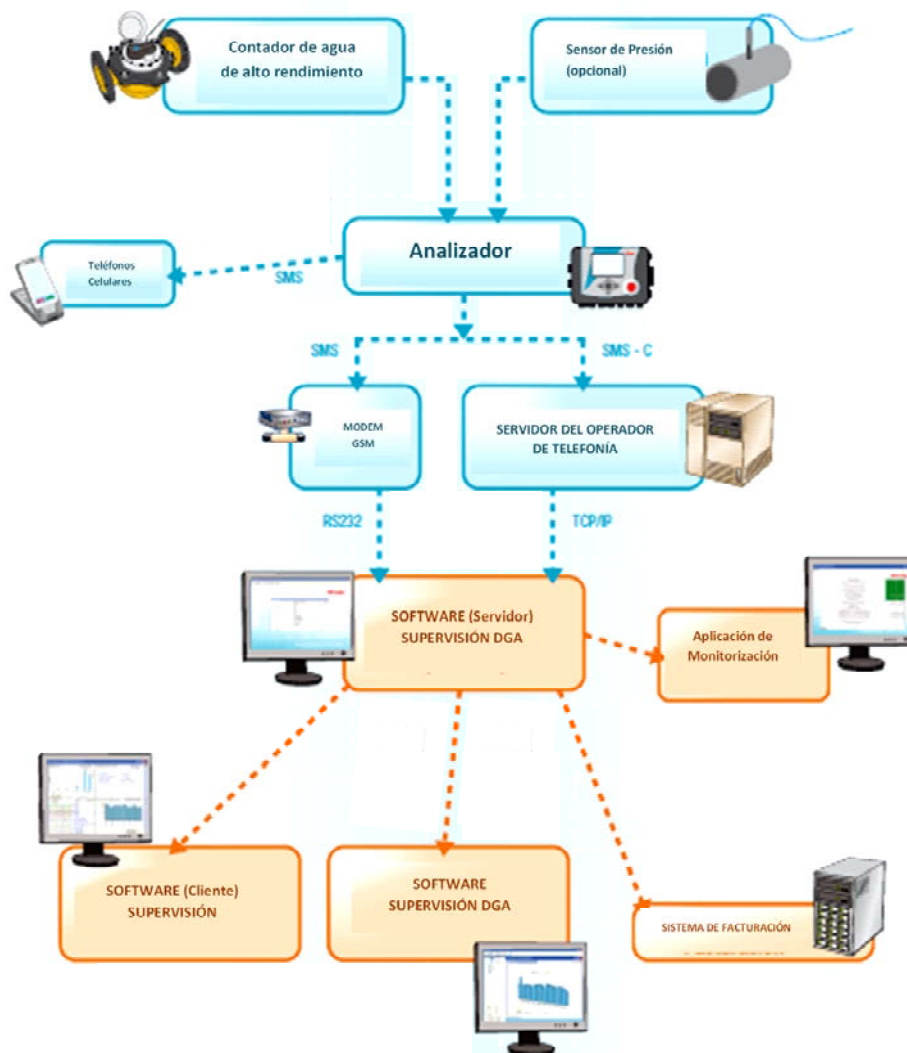 Contador de agua
de alto rendimiento
Sensor de Presión
(opcional)
Analizador
Teléfonos
Celulares
SMS
SMS
SMS - C
MODEM
GSM
SERVIDOR DEL OPERADOR
DE TELEFONÍA
RS232
TCP/IP
SOFTWARE (Servidor)
SUPERVISIÓN DGA
Aplicación de
Monitorización
SOFTWARE (Cliente)
SUPERVISIÓN
SOFTWARE
SUPERVISIÓN DGA
SISTEMA DE FACTURACIÓN